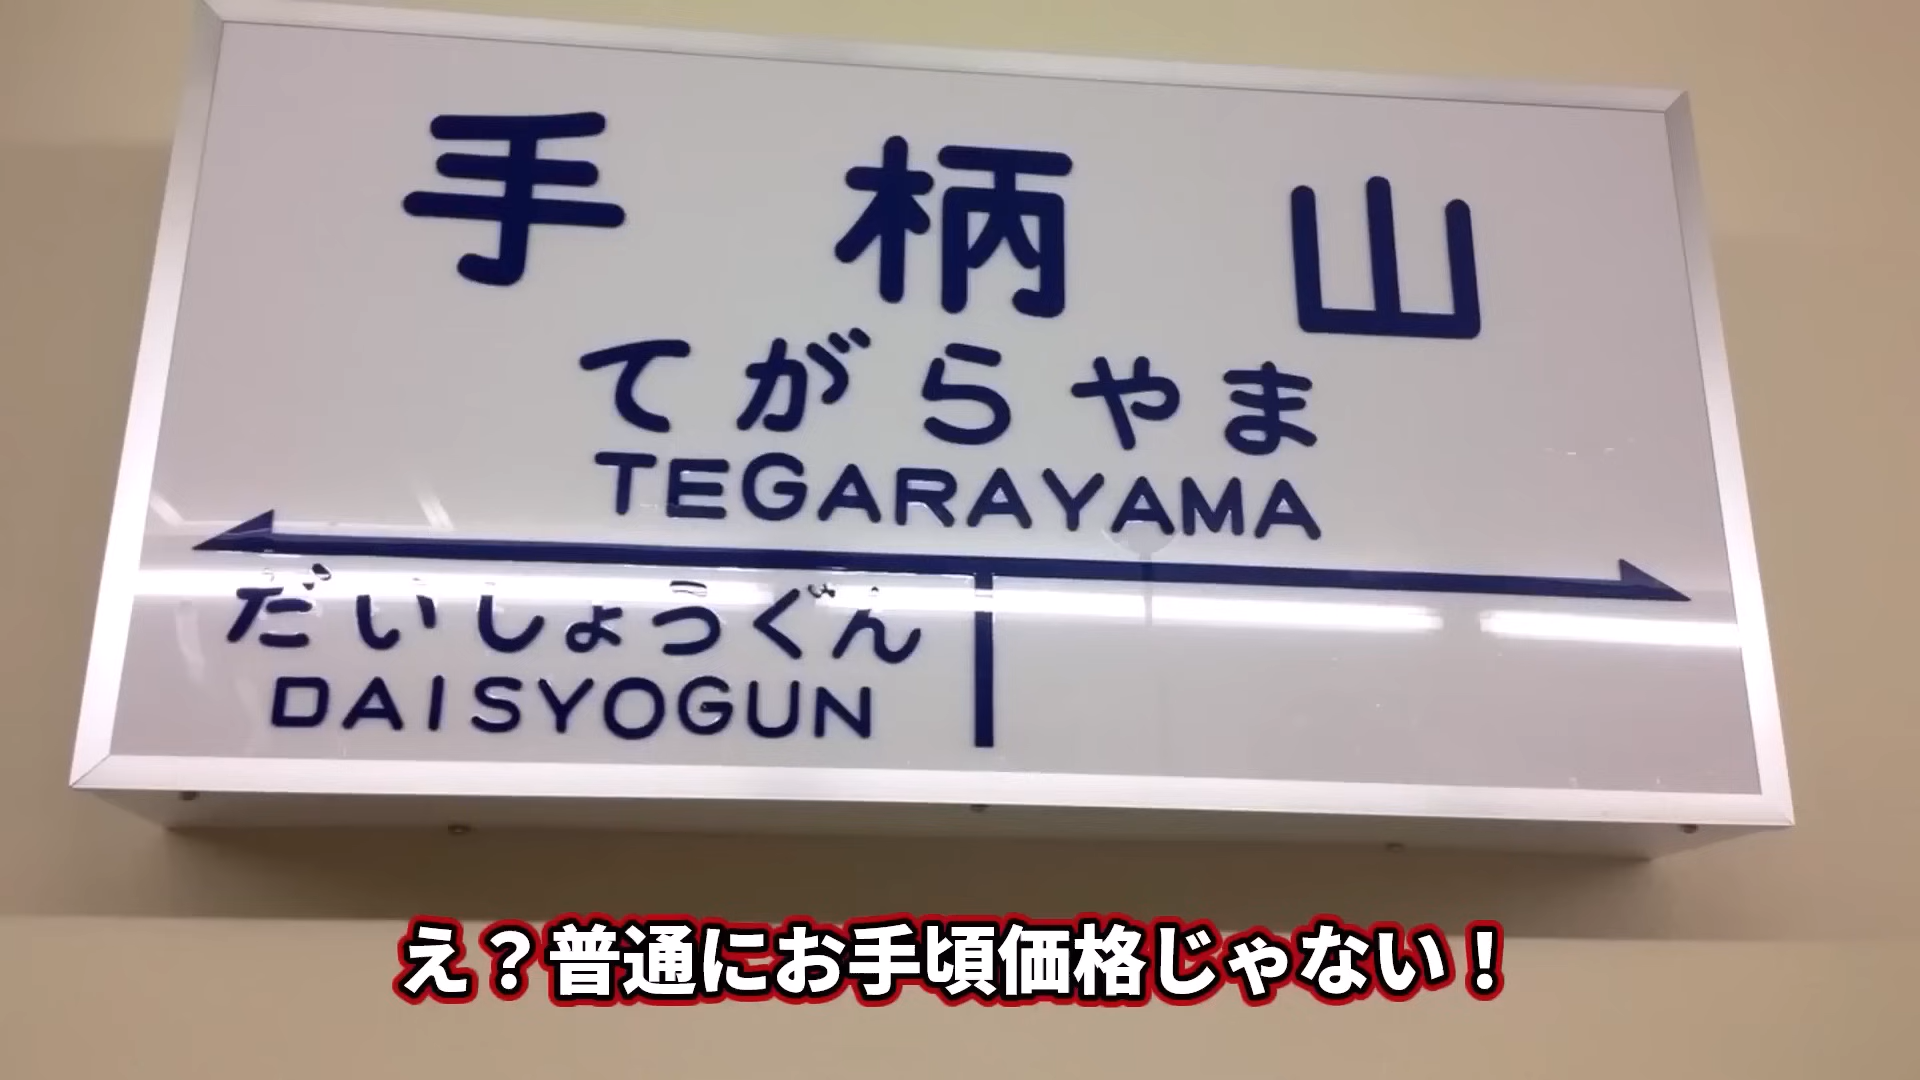 手柄山
てがらやま
TEGARAYAMA
だいしょうぐん
DAISYOGUN
え？普通にお手頃価格じゃない！